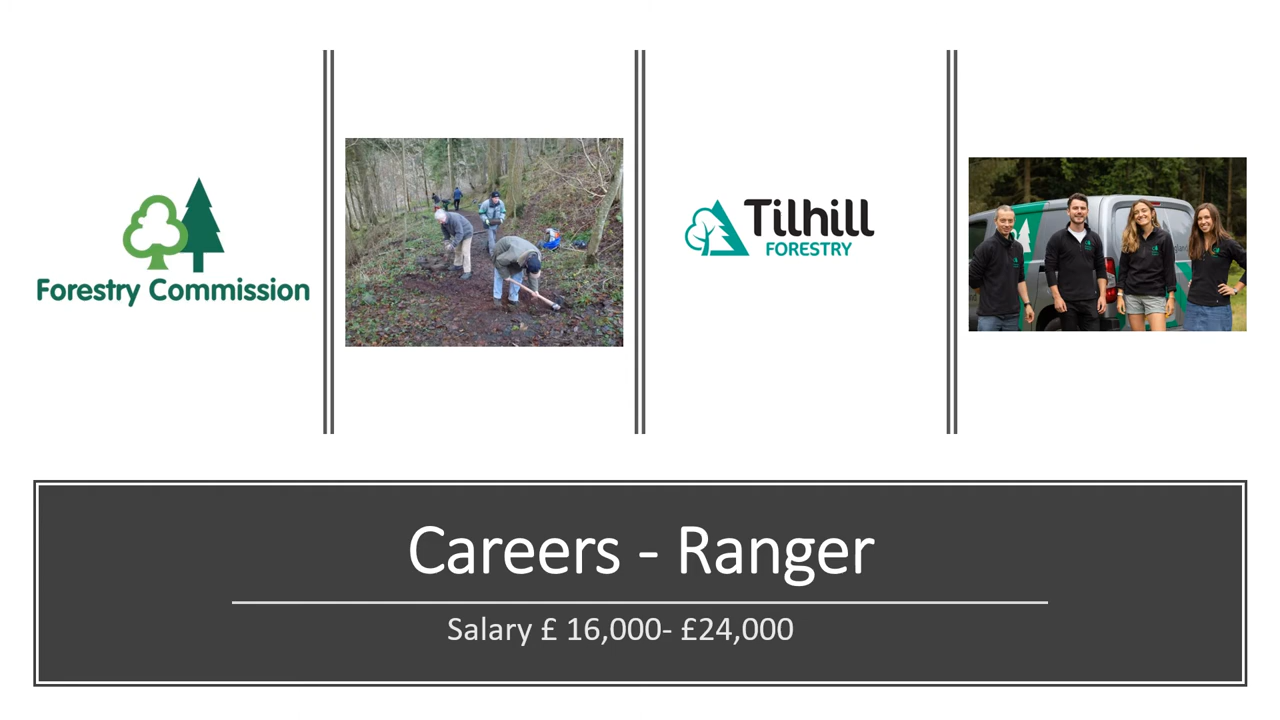 Forestry Commission
Tilhill
FORESTRY
Careers - Ranger
Salary £ 16,000- £24,000